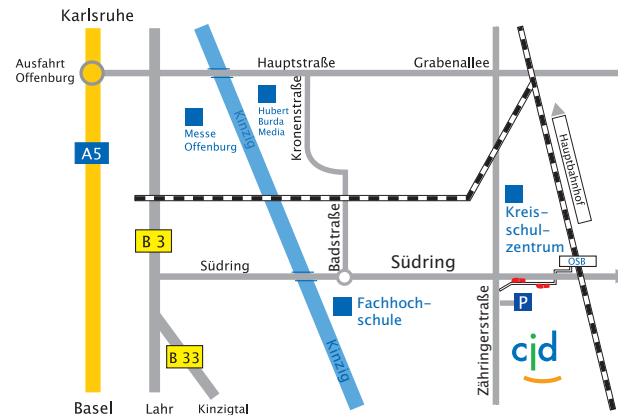 Karlsruhe
Ausfahrt
Offenburg
Hauptstraße
Grabenallee
Kronenstraße
Hubert
Burda
Media
Messe
Offenburg
Kinzig
A5
Hauptbahnhof
Kreis-
schul-
zentrum
B 3
Badstraße
Südring
Südring
OSB
Fachhoch-
schule
P
Zähringerstraße
cjd
B 33
Kinzig
Basel
Lahr
Kinzigtal